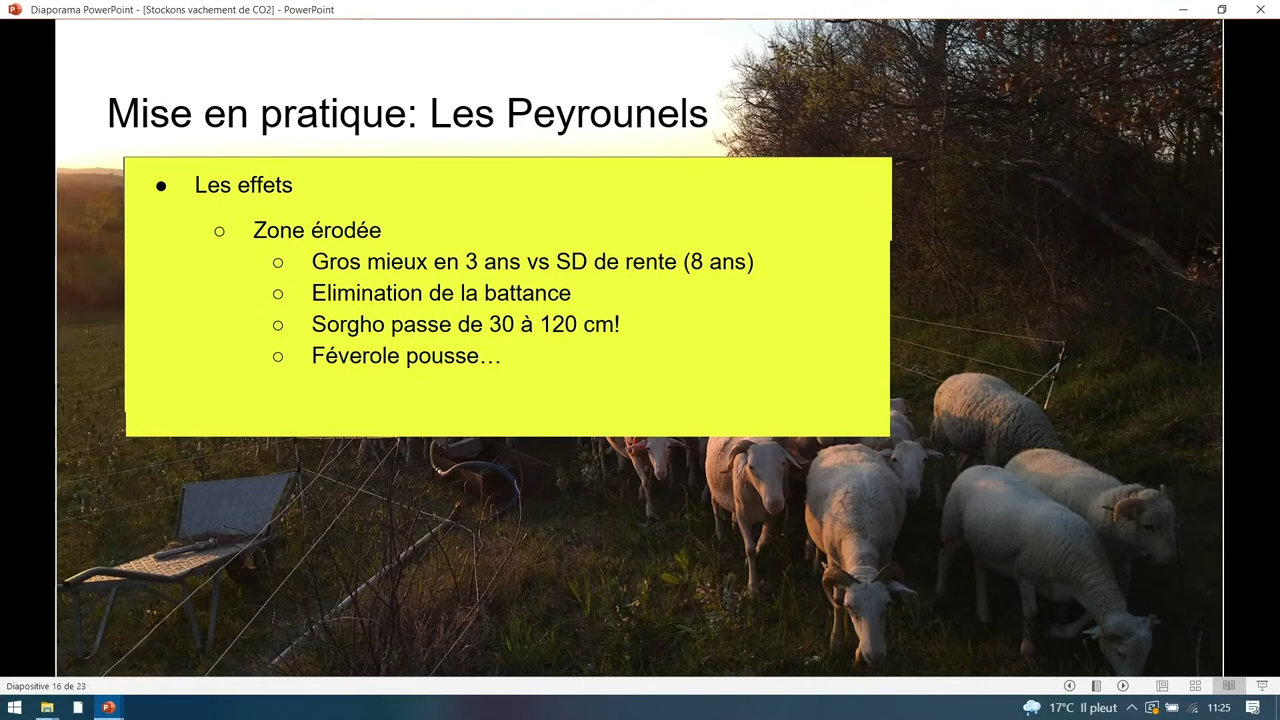 Diaporama PowerPoint - [Stockons vachement de CO2] - PowerPoint
Mise en pratique: Les Peyrounels
● Les effets
○ Zone érodée
○ Gros mieux en 3 ans vs SD de rente (8 ans)
○ Elimination de la battance
○ Sorgho passe de 30 à 120 cm!
○ Féverole pousse…
Diapositive 16 de 23
17°C Il pleut
11:25